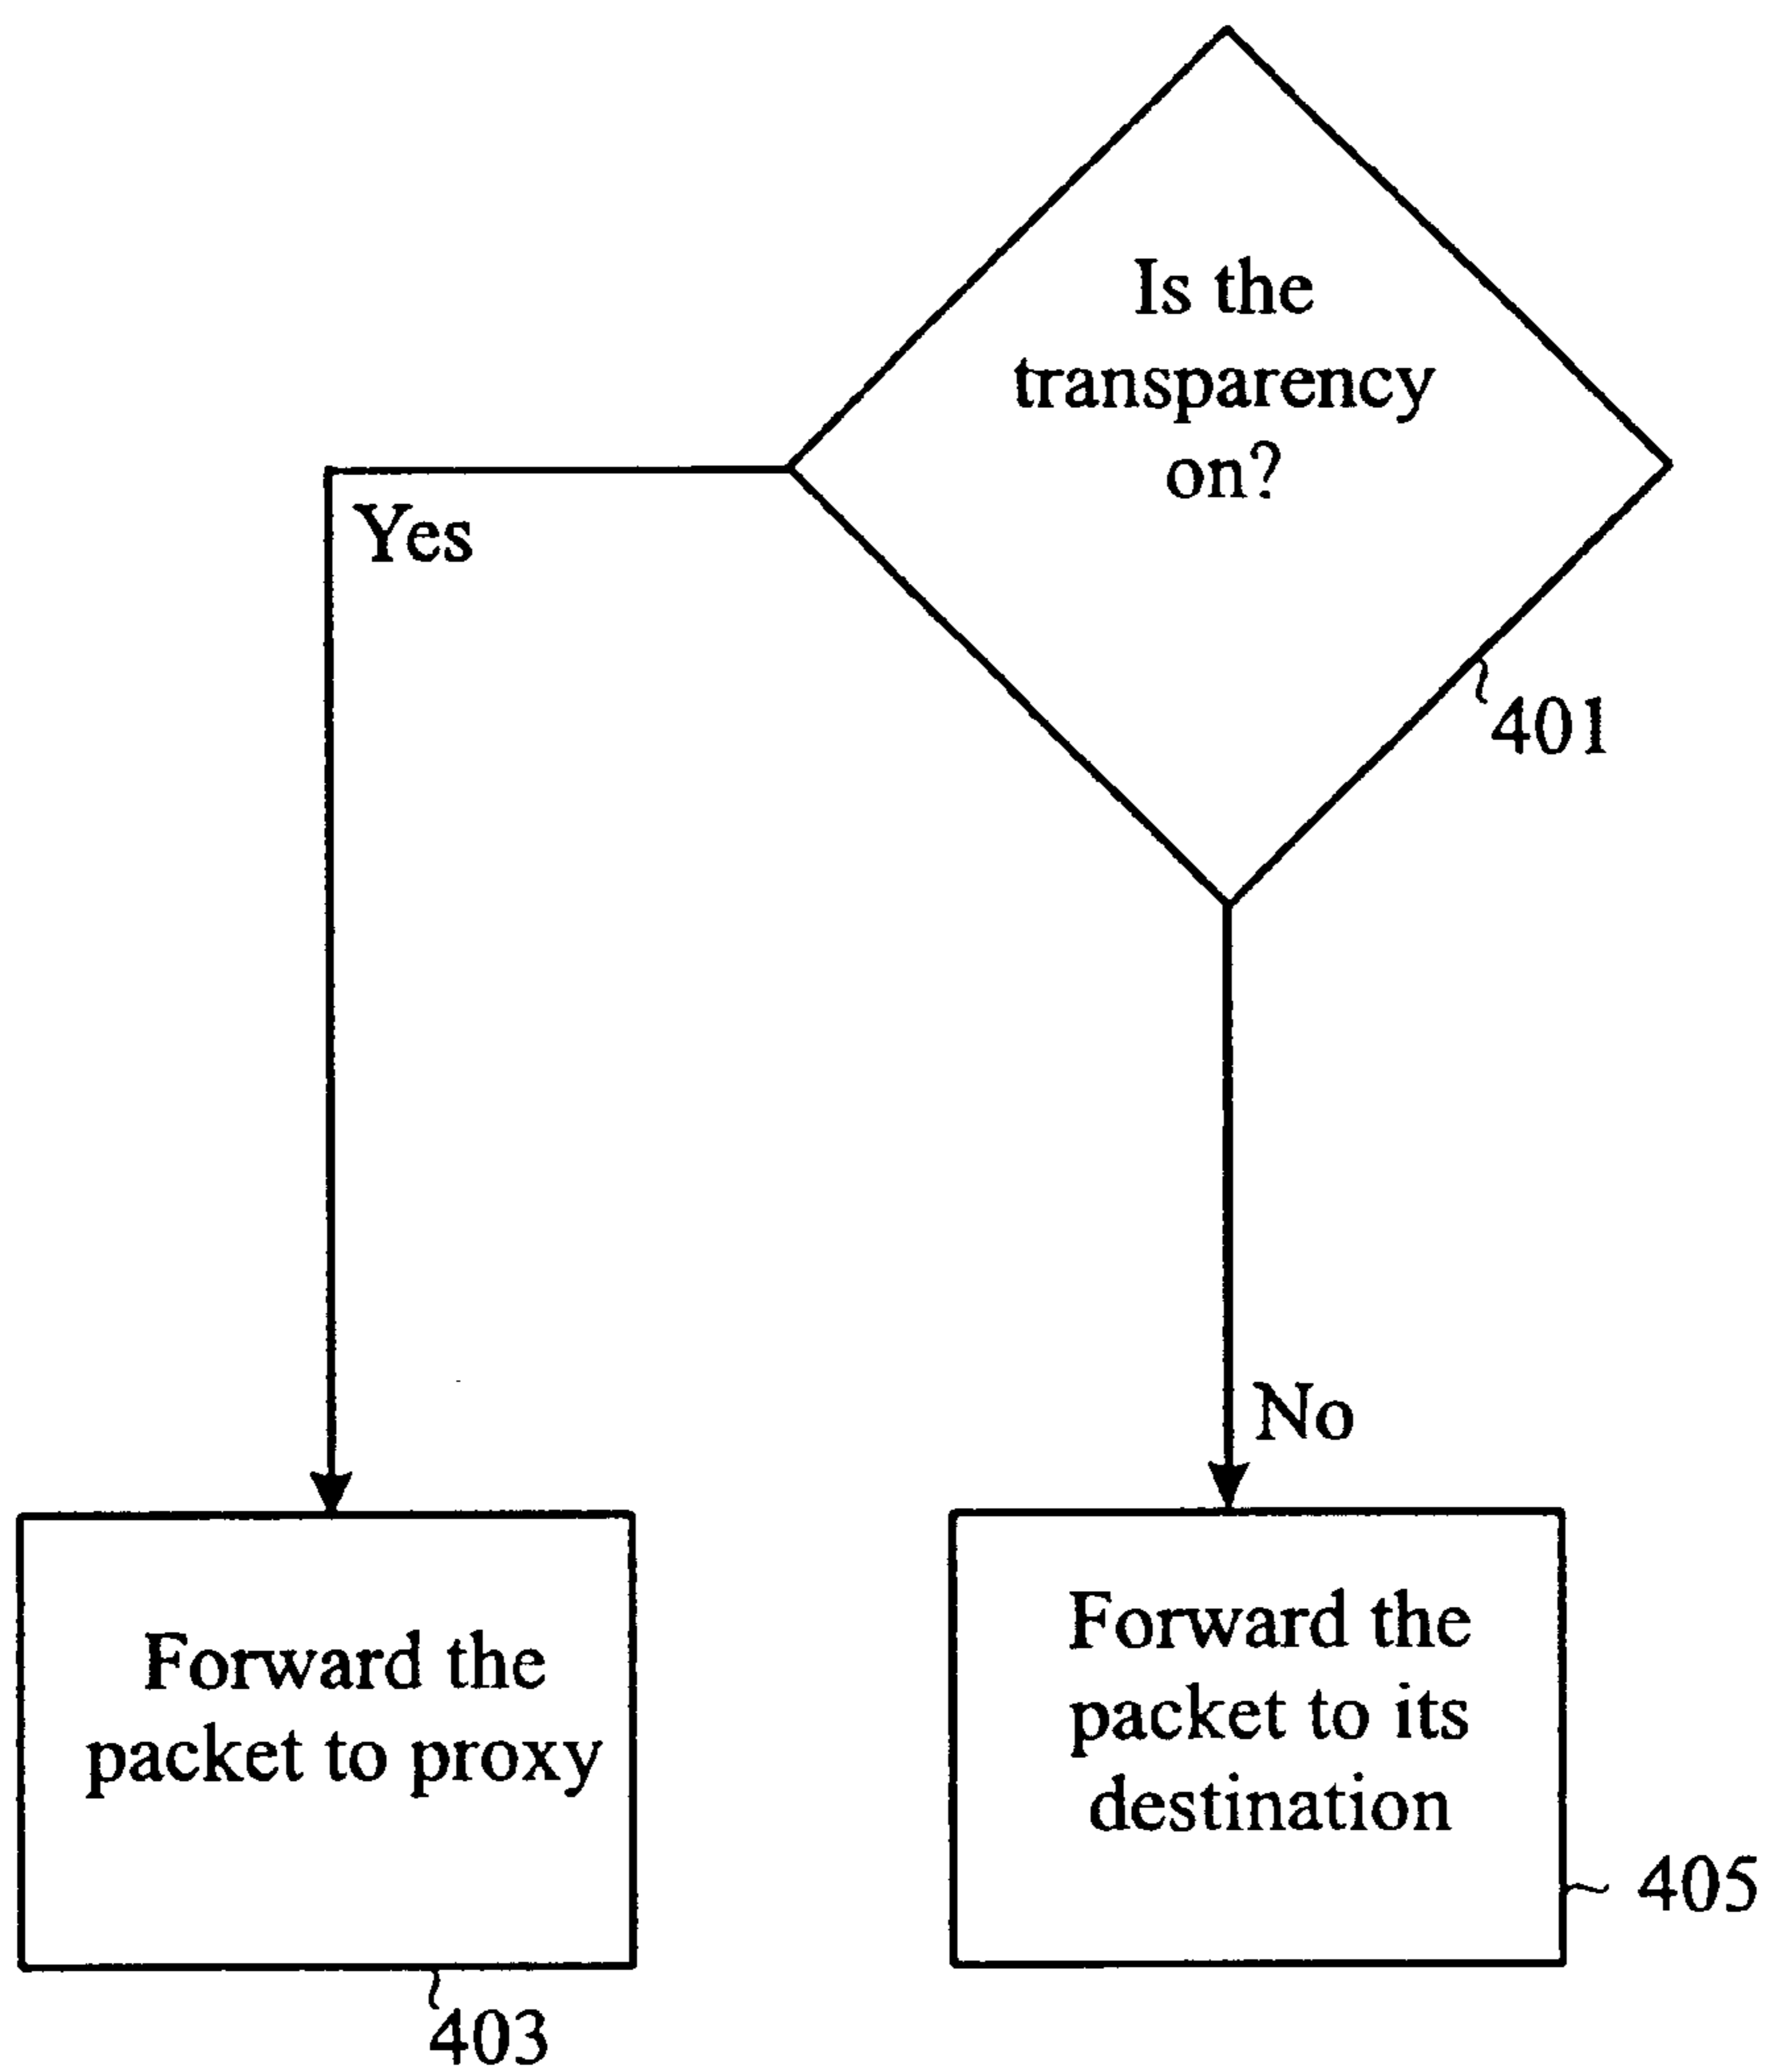 Is the
transparency
on?
Yes
401
No
Forward the
packet to proxy
403
Forward the
packet to its
destination
405